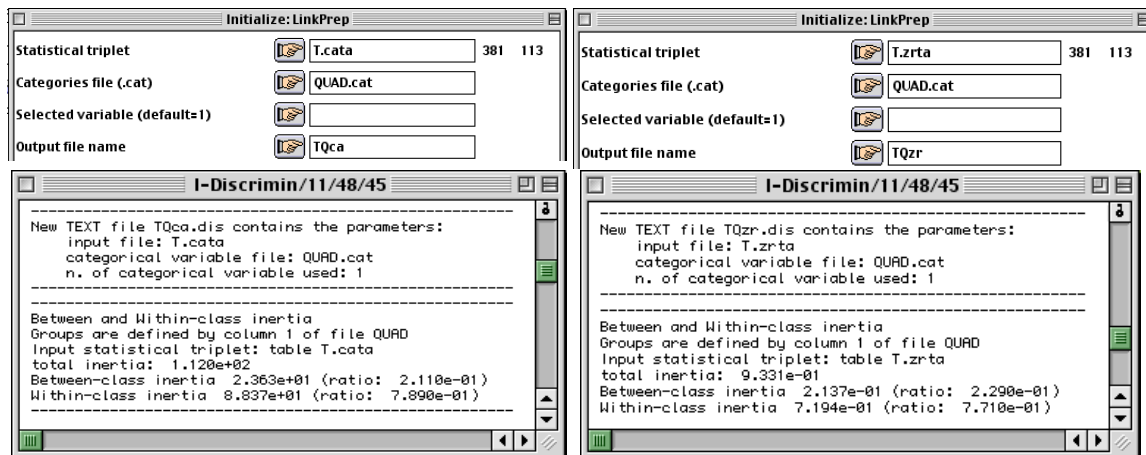 Initialize: LinkPrep
Statistical triplet T.cata 381 113
Categories file (.cat) QUAD.cat
Selected variable (default=1)
Output file name TQca
I-Discrimin/11/48/45
--------------------------------------------------------
New TEXT file TQca.dis contains the parameters:
input file: T.cata
categorical variable file: QUAD.cat
n. of categorical variable used: 1
--------------------------------------------------------
--------------------------------------------------------
Between and Within-class inertia
Groups are defined by column 1 of file QUAD
Input statistical triplet: table T.cata
total inertia: 1.120e+02
Between-class inertia 2.363e+01 (ratio: 2.110e-01)
Within-class inertia 8.837e+01 (ratio: 7.890e-01)
--------------------------------------------------------
Initialize: LinkPrep
Statistical triplet T.zrta 381 113
Categories file (.cat) QUAD.cat
Selected variable (default=1)
Output file name TQzr
I-Discrimin/11/48/45
--------------------------------------------------------
New TEXT file TQzr.dis contains the parameters:
input file: T.zrta
categorical variable file: QUAD.cat
n. of categorical variable used: 1
--------------------------------------------------------
--------------------------------------------------------
Between and Within-class inertia
Groups are defined by column 1 of file QUAD
Input statistical triplet: table T.zrta
total inertia: 9.331e-01
Between-class inertia 2.137e-01 (ratio: 2.290e-01)
Within-class inertia 7.194e-01 (ratio: 7.710e-01)